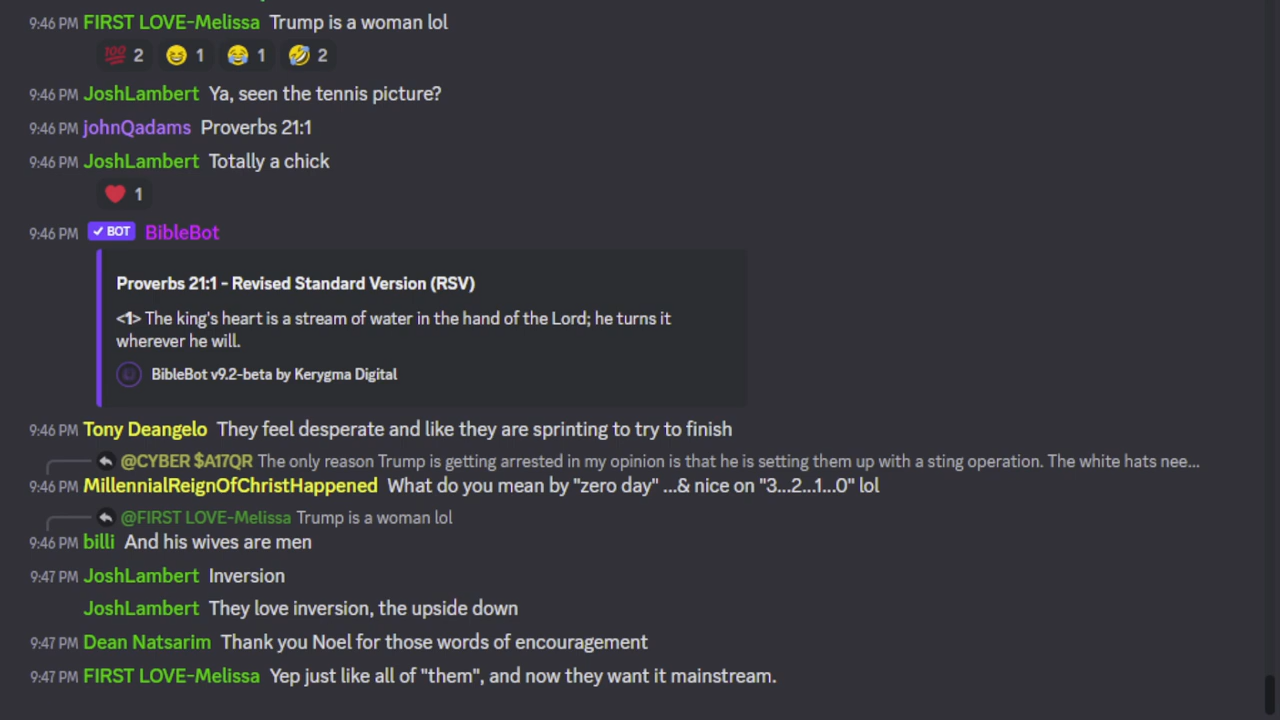 9:46 PM FIRST LOVE-Melissa Trump is a woman lol
💯 2 😆 1 😂 1 🤣 2
9:46 PM JoshLambert Ya, seen the tennis picture?
9:46 PM johnQadams Proverbs 21:1
9:46 PM JoshLambert Totally a chick
❤️ 1
9:46 PM ✓ BOT BibleBot
Proverbs 21:1 - Revised Standard Version (RSV)
<1> The king's heart is a stream of water in the hand of the Lord; he turns it
wherever he will.
BibleBot v9.2-beta by Kerygma Digital
9:46 PM Tony Deangelo They feel desperate and like they are sprinting to try to finish
@CYBER $A17QR The only reason Trump is getting arrested in my opinion is that he is setting them up with a sting operation. The white hats nee...
9:46 PM MillennialReignOfChristHappened What do you mean by "zero day" ...& nice on "3...2...1...0" lol
@FIRST LOVE-Melissa Trump is a woman lol
9:46 PM billi And his wives are men
9:47 PM JoshLambert Inversion
JoshLambert They love inversion, the upside down
9:47 PM Dean Natsarim Thank you Noel for those words of encouragement
9:47 PM FIRST LOVE-Melissa Yep just like all of "them", and now they want it mainstream.